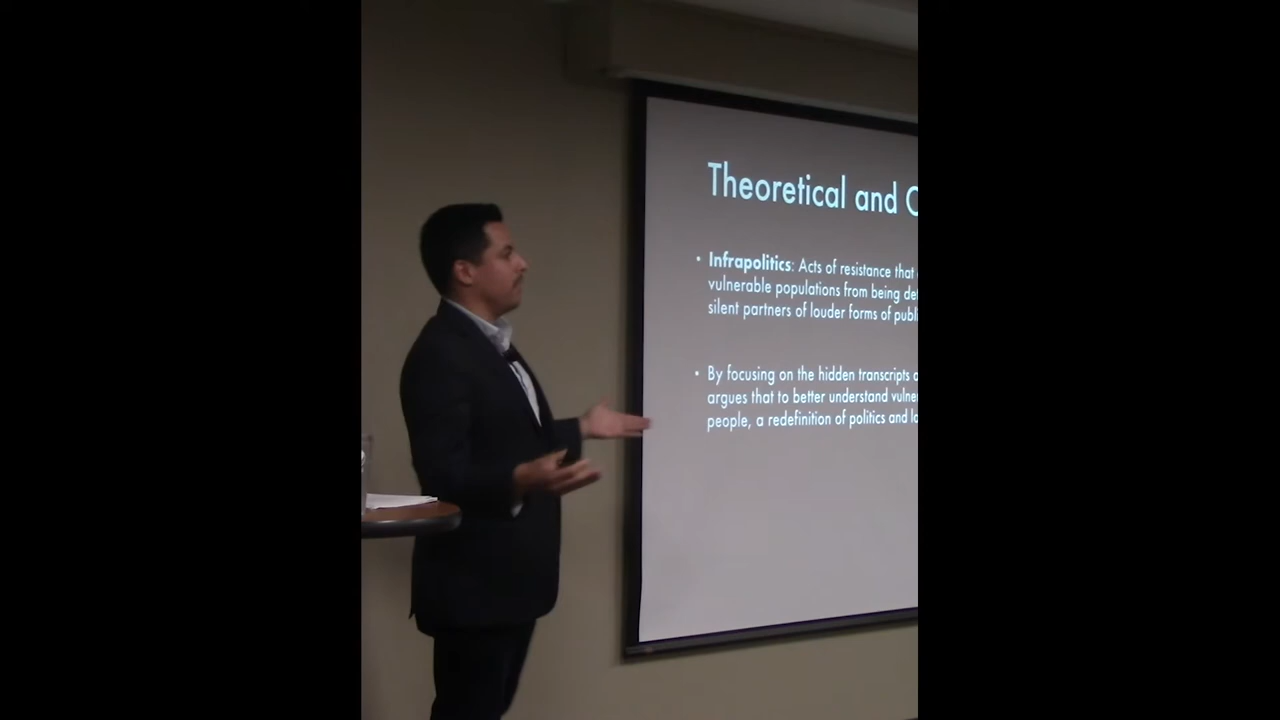 Theoretical and
• Infrapolitics: Acts of resistance that
vulnerable populations from being
silent partners of louder forms of
• By focusing on the hidden transcripts
argues that to better understand
people, a redefinition of politics and